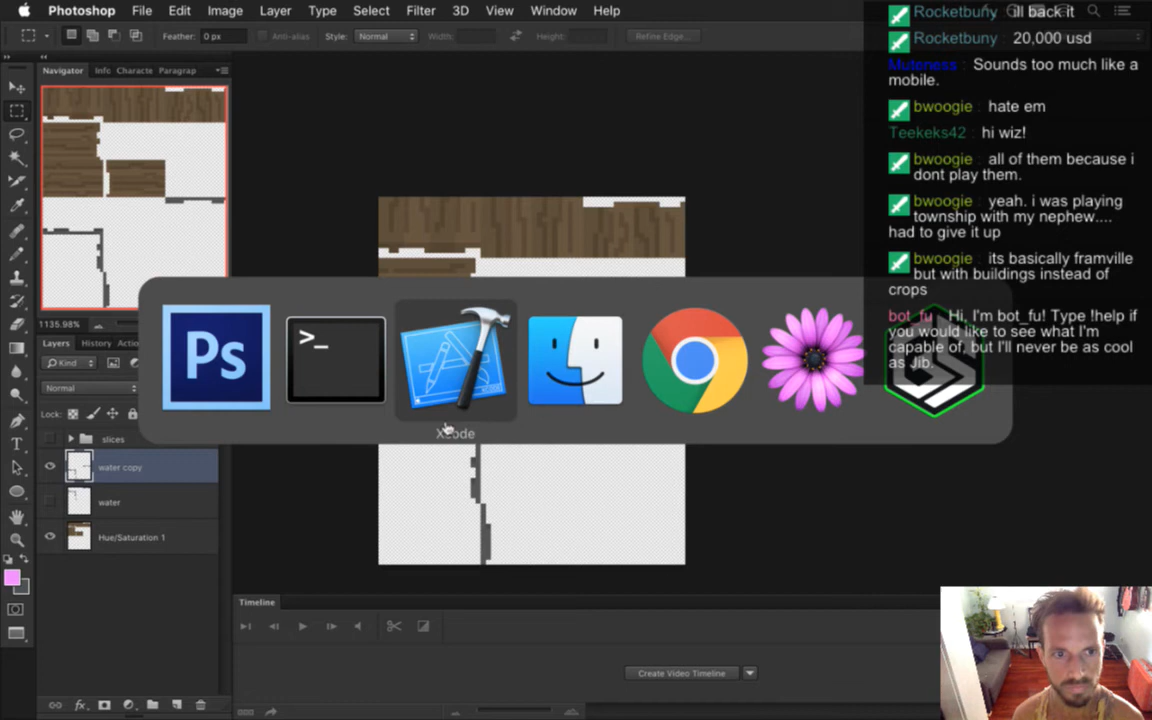 Photoshop File Edit Image Layer Type Select Filter 3D View Window Help
Feather: 0 px Anti-alias Style: Normal Width: Height: Refine Edge...
Navigator Info Characte Paragrap
1135.98%
Layers History Actio
Kind
Normal
Lock:
slices
water copy
water
Hue/Saturation 1
fx
T
Ps
>_
Xcode
Timeline
Create Video Timeline
Rocketbuny : ill back it
Rocketbuny : 20,000 usd
Muteness : Sounds too much like a
mobile.
bwoogie : hate em
Teekeks42 : hi wiz!
bwoogie : all of them because i
dont play them.
bwoogie : yeah. i was playing
township with my nephew....
had to give it up
bwoogie : its basically framville
but with buildings instead of
crops
bot_fu : Hi, I'm bot_fu! Type !help if
you would like to see what I'm
capable of, but I'll never be as cool
as Jib.